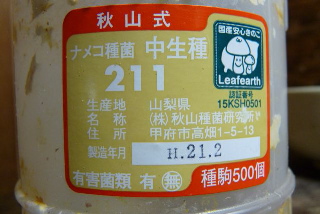 秋山式
ナメコ種菌 中生種
211
国産安心きのこ
Leafearth
認証番号
15KSH0501
生産地 山梨県
名称 (株)秋山種菌研究所
住所 甲府市高畑1-5-13
製造年月 H.21.2
有害菌類 有 無 種駒500個